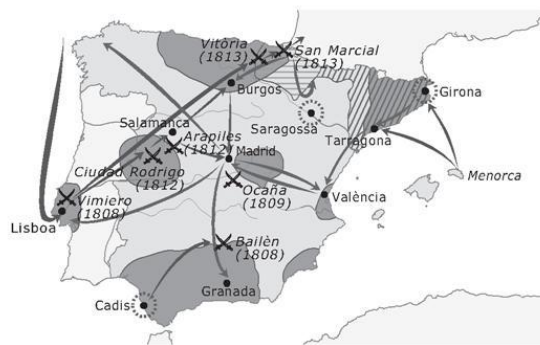 Vitòria
(1813)
San Marcial
(1813)
Burgos
Girona
Salamanca
Arapiles
(1812)
Saragossa
Tarragona
Madrid
Ciudad Rodrigo
(1812)
Menorca
Vimiero
(1808)
Ocaña
(1809)
València
Lisboa
Bailèn
(1808)
Granada
Cadis